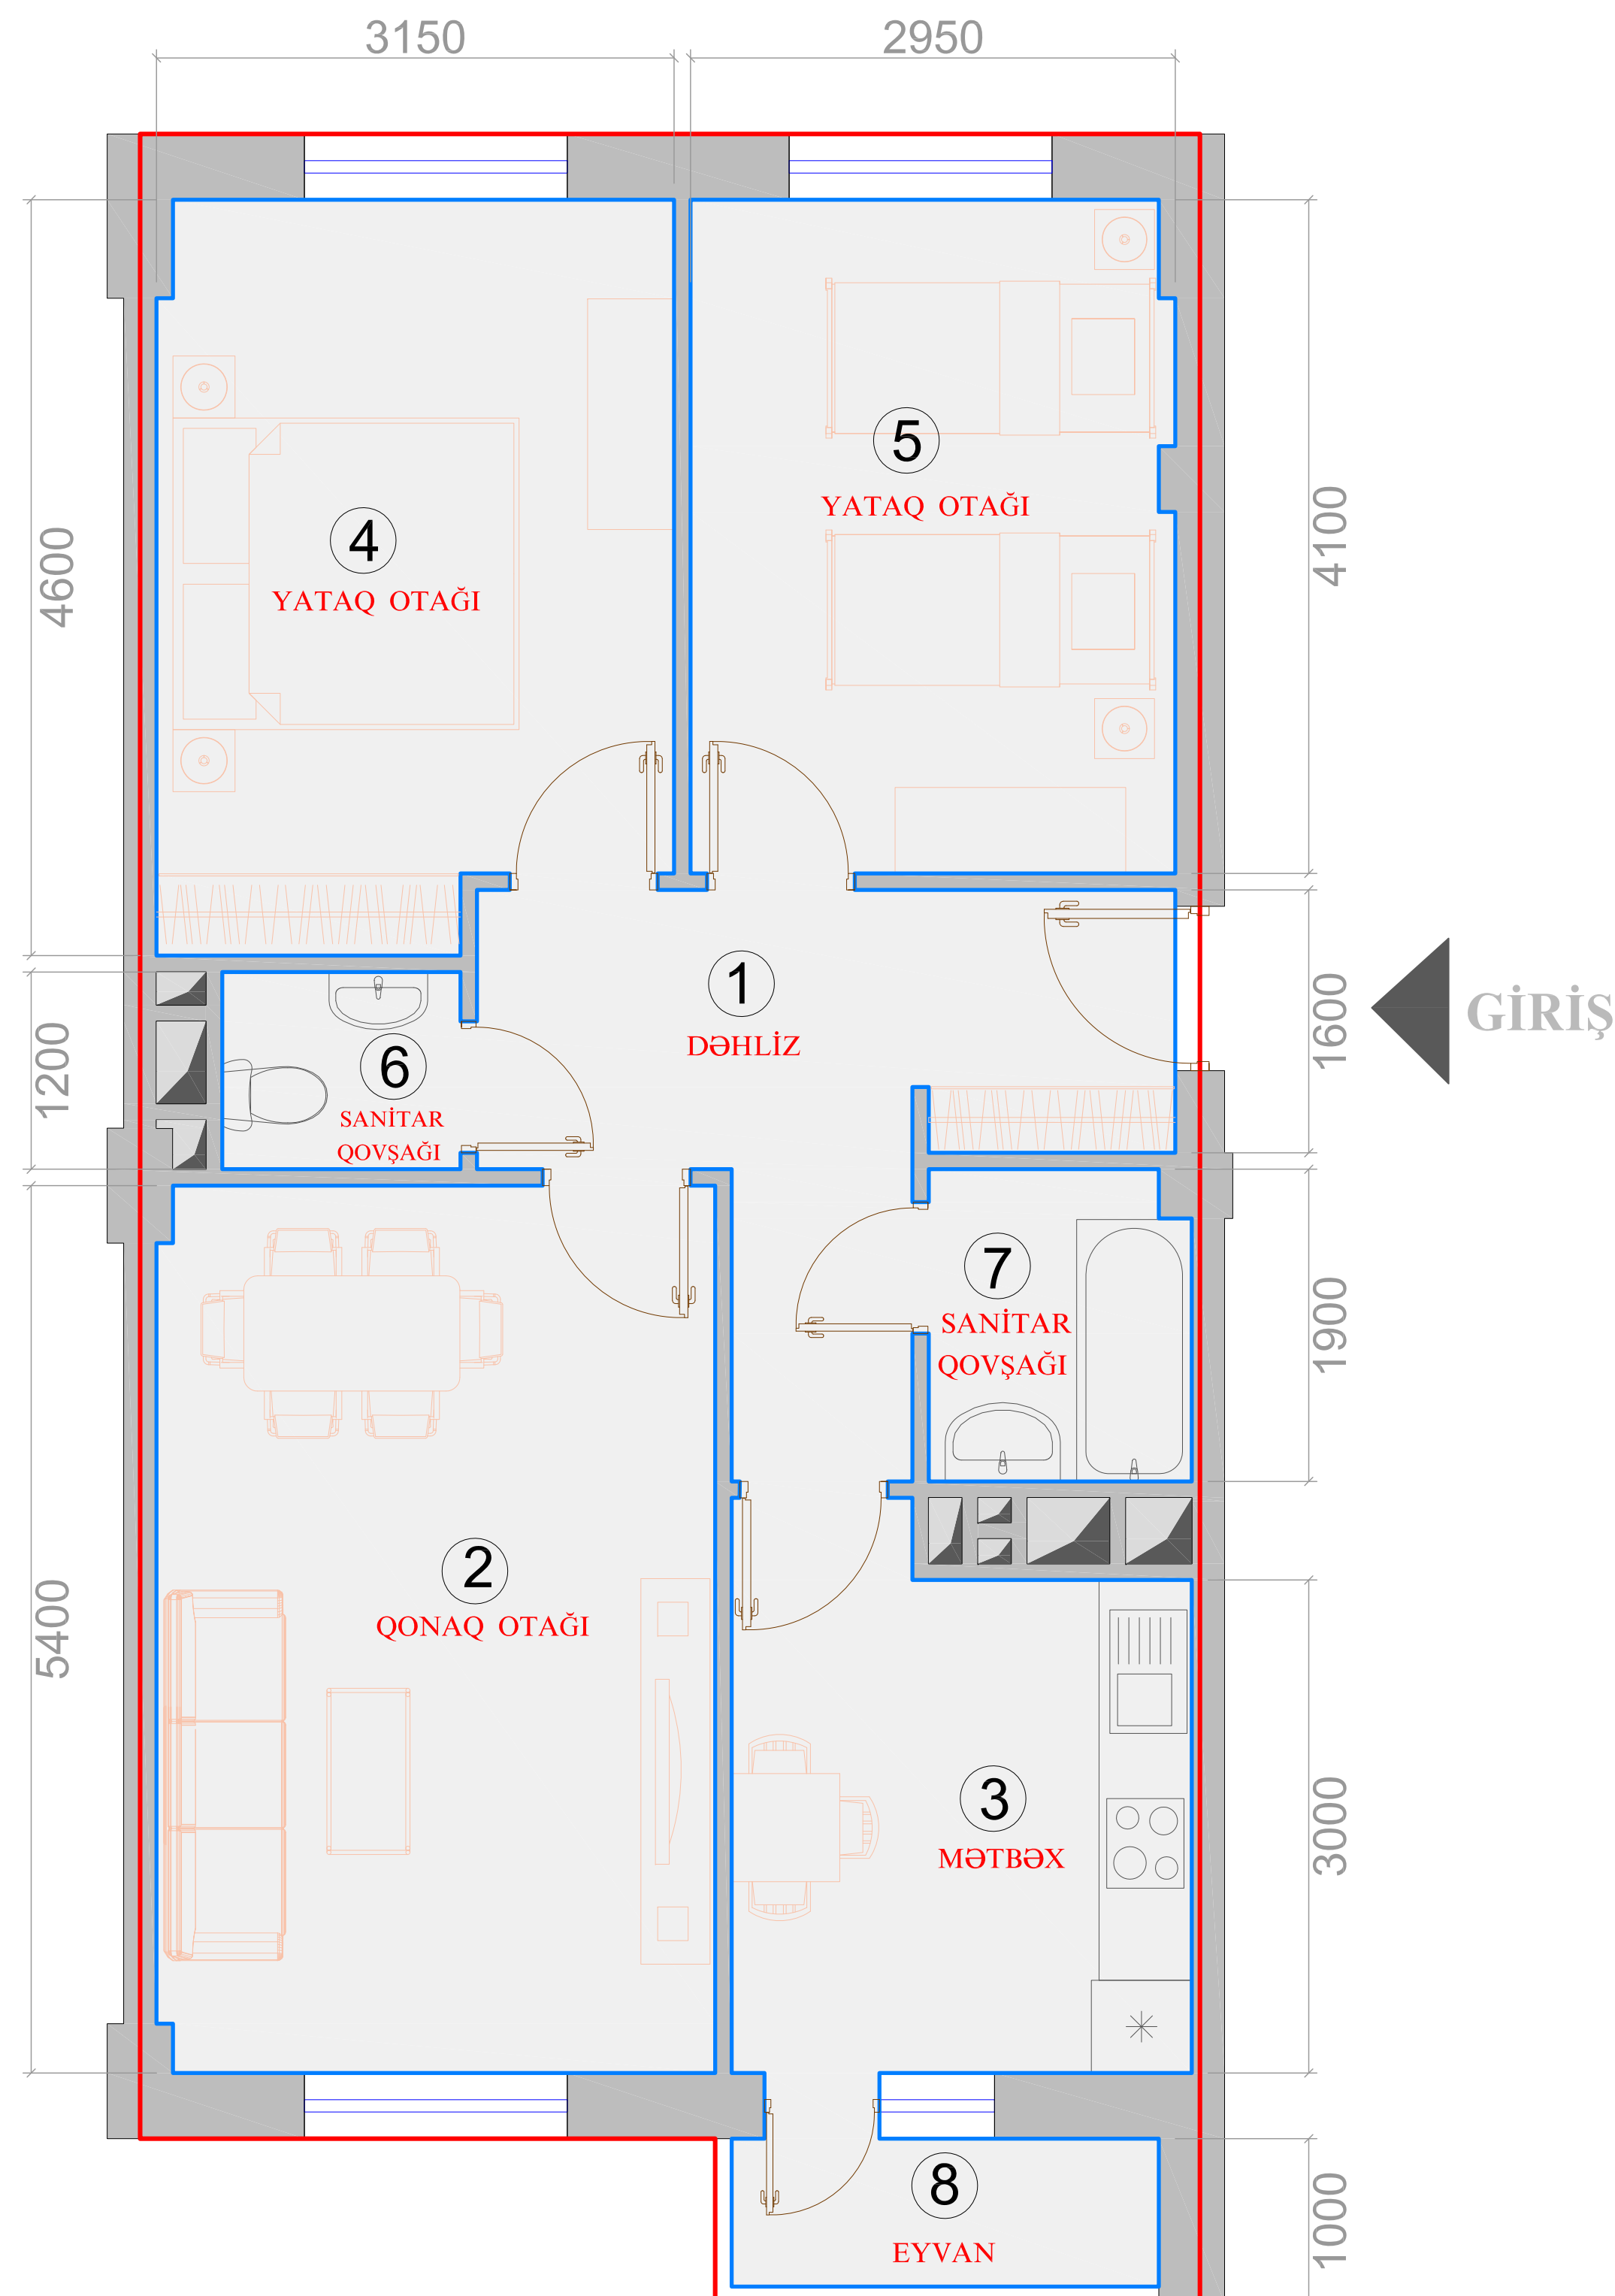 3150
2950
4600
4100
4
YATAQ OTAĞI
5
YATAQ OTAĞI
1
DƏHLİZ
1600
GİRİŞ
1200
6
SANİTAR
QOVŞAĞI
7
SANİTAR
QOVŞAĞI
1900
5400
2
QONAQ OTAĞI
3
MƏTBƏX
3000
8
EYVAN
1000